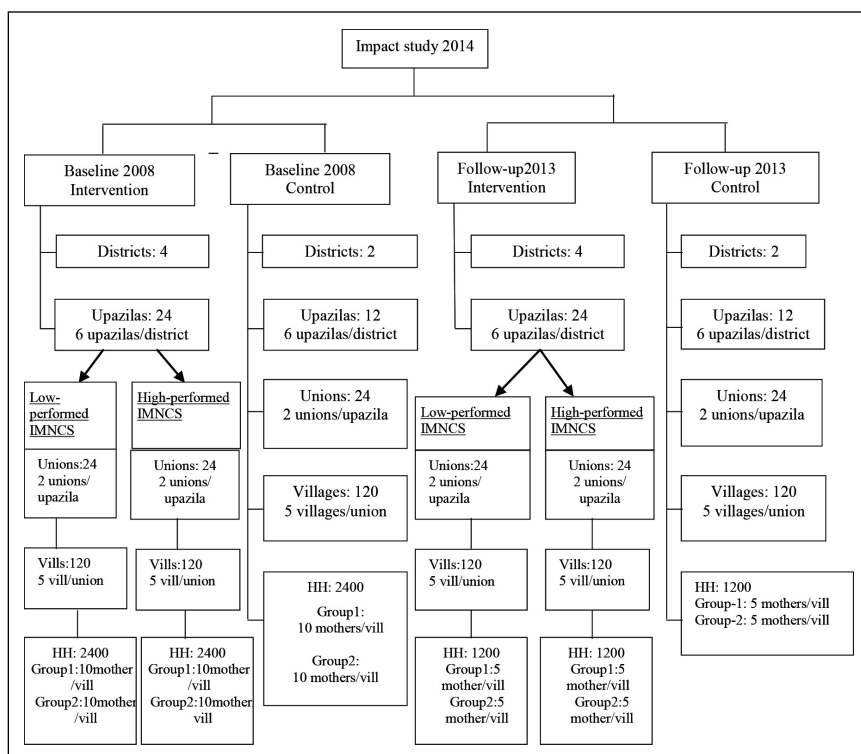 Impact study 2014
Baseline 2008
Intervention
Districts: 4
Upazilas: 24
6 upazilas/district
Low-
performed
IMNCS
Unions:24
2 unions/
upazila
Vills:120
5 vill/union
HH: 2400
Group1:10mother
/vill
Group2:10mother
/vill
High-performed
IMNCS
Unions: 24
2 unions/
upazila
Vills: 120
5 vill/union
HH: 2400
Group1:10mother
/vill
Group2:10mother
vill
Baseline 2008
Control
Districts: 2
Upazilas: 12
6 upazilas/district
Unions: 24
2 unions/upazila
Villages: 120
5 villages/union
HH: 2400
Group1:
10 mothers/vill
Group2:
10 mothers/vill
Follow-up2013
Intervention
Districts: 4
Upazilas: 24
6 upazilas/district
Low-performed
IMNCS
Unions:24
2 unions/
upazila
Vills:120
5 vill/union
HH: 1200
Group1:5
mother/vill
Group2:5
mother/vill
High-performed
IMNCS
Unions: 24
2 unions/
upazila
Vills: 120
5 vill/union
HH: 1200
Group1:5
mother/vill
Group2:5
mother/vill
Follow-up 2013
Control
Districts: 2
Upazilas: 12
6 upazilas/district
Unions: 24
2 unions/upazila
Villages: 120
5 villages/union
HH: 1200
Group-1: 5 mothers/vill
Group-2: 5 mothers/vill